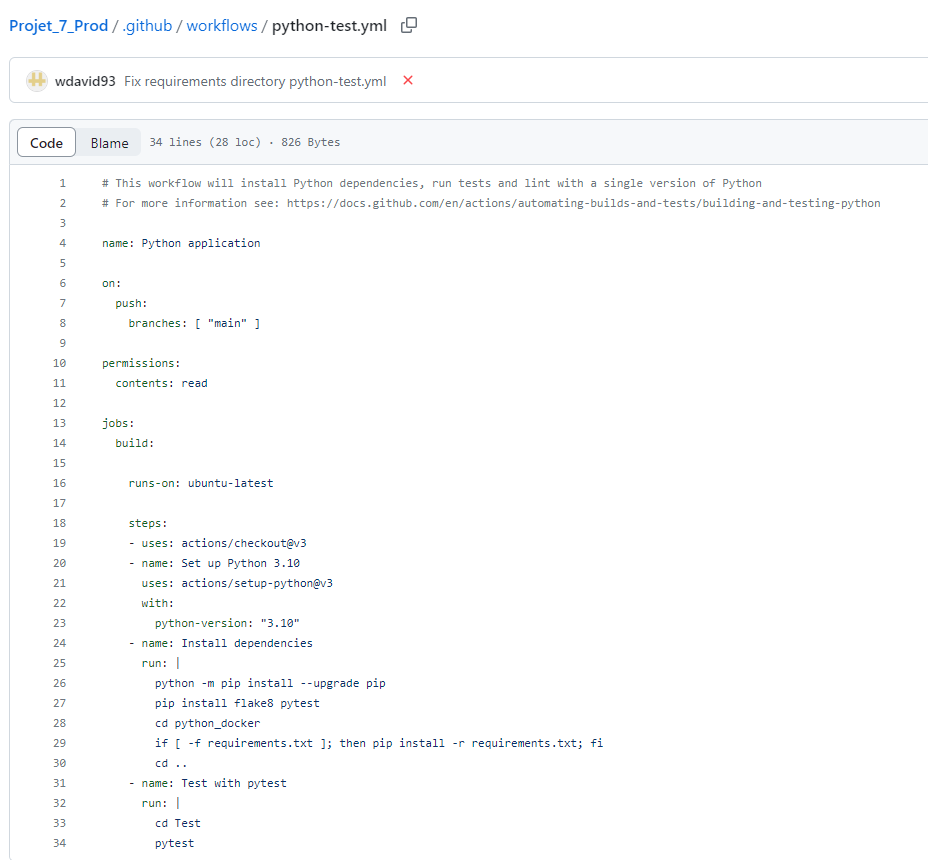 Projet_7_Prod / .github / workflows / python-test.yml
wdavid93 Fix requirements directory python-test.yml
Code Blame 34 lines (28 loc) · 826 Bytes
1 # This workflow will install Python dependencies, run tests and lint with a single version of Python
2 # For more information see: https://docs.github.com/en/actions/automating-builds-and-tests/building-and-testing-python
3
4 name: Python application
5
6 on:
7   push:
8     branches: [ "main" ]
9
10 permissions:
11   contents: read
12
13 jobs:
14   build:
15
16     runs-on: ubuntu-latest
17
18     steps:
19     - uses: actions/checkout@v3
20     - name: Set up Python 3.10
21       uses: actions/setup-python@v3
22       with:
23         python-version: "3.10"
24     - name: Install dependencies
25       run: |
26         python -m pip install --upgrade pip
27         pip install flake8 pytest
28         cd python_docker
29         if [ -f requirements.txt ]; then pip install -r requirements.txt; fi
30         cd ..
31     - name: Test with pytest
32       run: |
33         cd Test
34         pytest